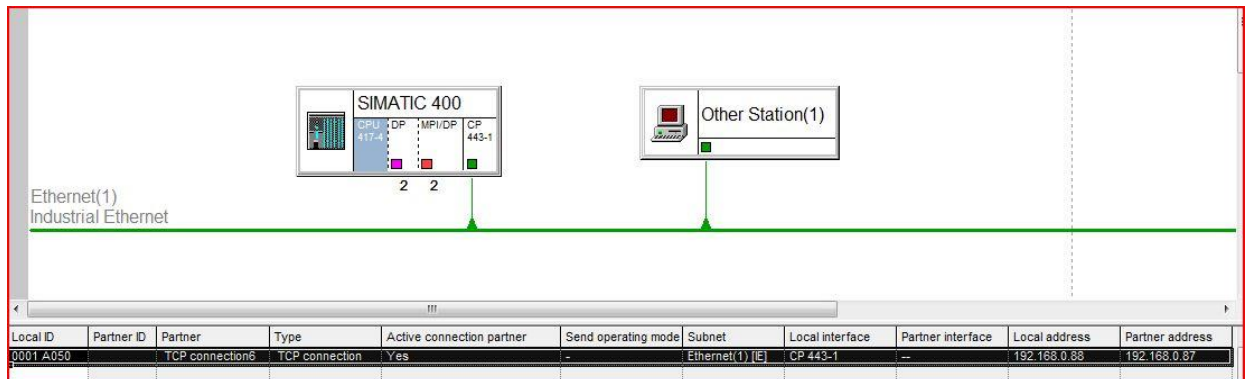 SIMATIC 400
CPU 417-4 DP MPI/DP CP 443-1
2 2
Other Station(1)
Ethernet(1)
Industrial Ethernet
Local ID Partner ID Partner Type Active connection partner Send operating mode Subnet Local interface Partner interface Local address Partner address
0001 A050 TCP connection6 TCP connection Yes - Ethernet(1) [IE] CP 443-1 -- 192.168.0.88 192.168.0.87